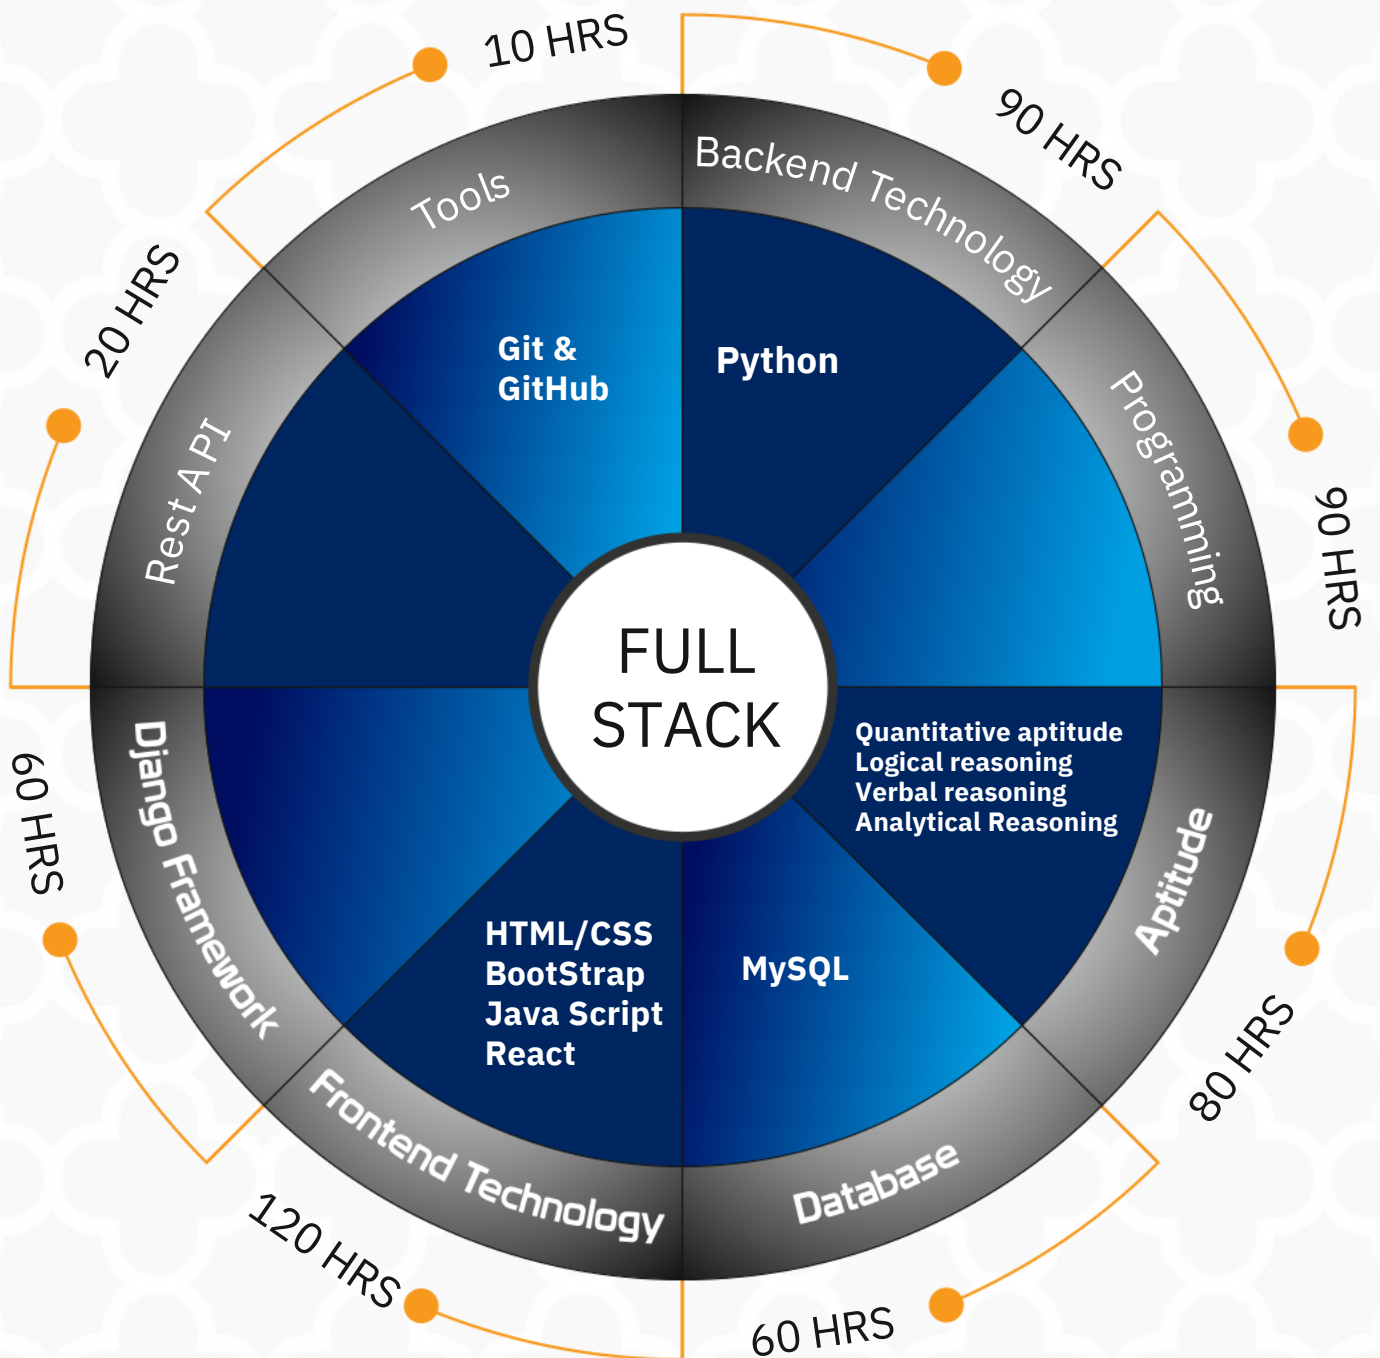 FULL
STACK
90 HRS
Backend Technology
Python
90 HRS
Programming
80 HRS
Aptitude
Quantitative aptitude
Logical reasoning
Verbal reasoning
Analytical Reasoning
60 HRS
Database
MySQL
120 HRS
Frontend Technology
HTML/CSS
BootStrap
Java Script
React
60 HRS
Django Framework
20 HRS
Rest API
10 HRS
Tools
Git &
GitHub